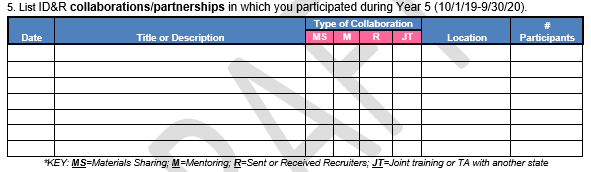 5. List ID&R collaborations/partnerships in which you participated during Year 5 (10/1/19-9/30/20).
Date Title or Description Type of Collaboration Location # Participants
MS M R JT
*KEY: MS=Materials Sharing; M=Mentoring; R=Sent or Received Recruiters; JT=Joint training or TA with another state
DRAFT